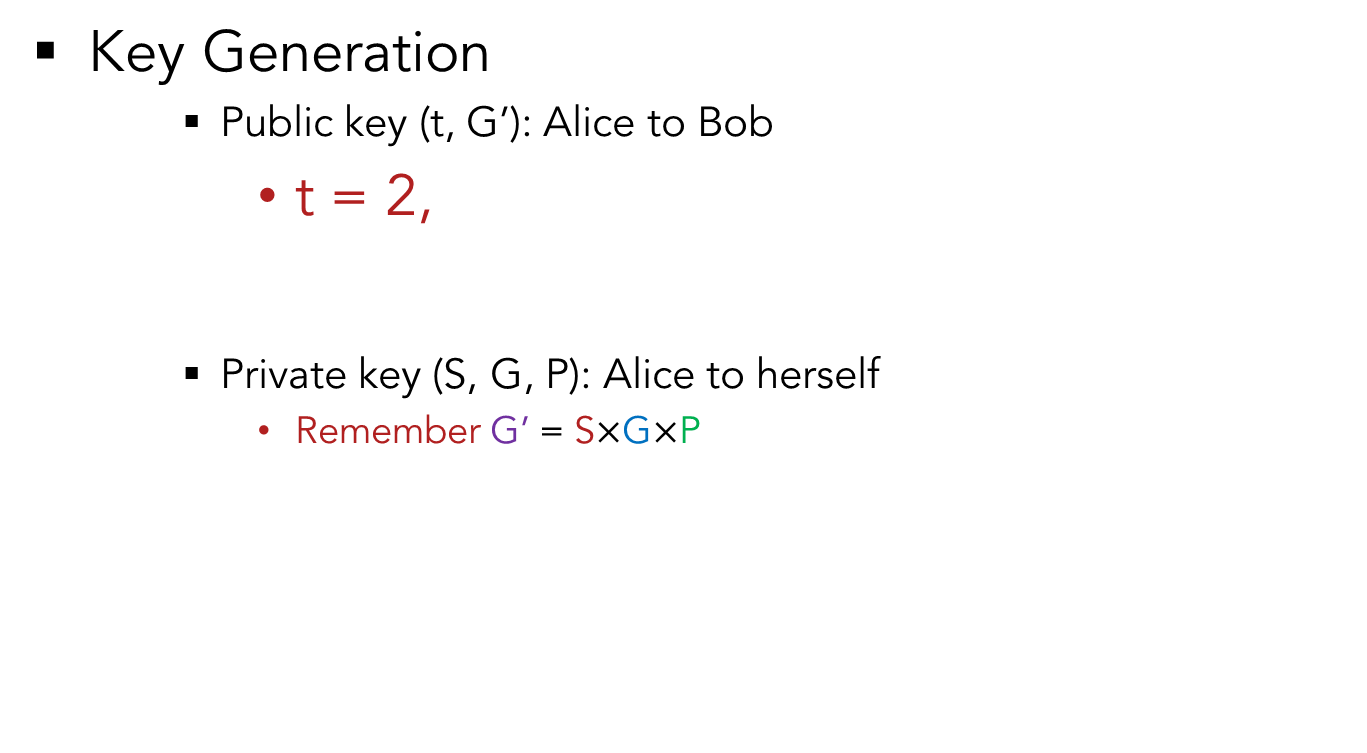 ▪ Key Generation
▪ Public key (t, G’): Alice to Bob
• t = 2,
▪ Private key (S, G, P): Alice to herself
• Remember G’ = S×G×P